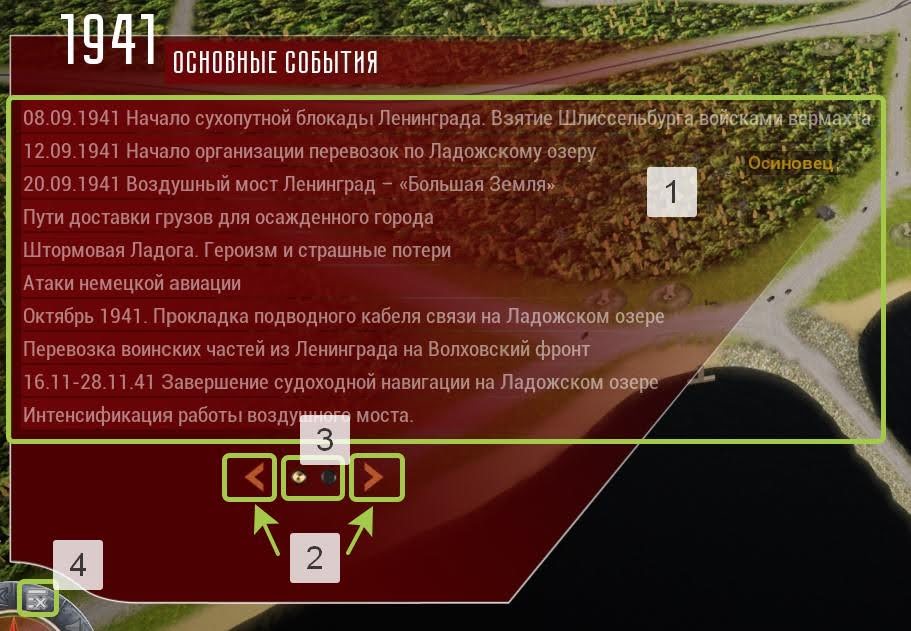 1941
ОСНОВНЫЕ СОБЫТИЯ
08.09.1941 Начало сухопутной блокады Ленинграда. Взятие Шлиссельбурга войсками вермахта
12.09.1941 Начало организации перевозок по Ладожскому озеру
Осиновец
20.09.1941 Воздушный мост Ленинград – «Большая Земля»
1
Пути доставки грузов для осажденного города
Штормовая Ладога. Героизм и страшные потери
Атаки немецкой авиации
Октябрь 1941. Прокладка подводного кабеля связи на Ладожском озере
Перевозка воинских частей из Ленинграда на Волховский фронт
16.11-28.11.41 Завершение судоходной навигации на Ладожском озере
Интенсификация работы воздушного моста.
3
2
4